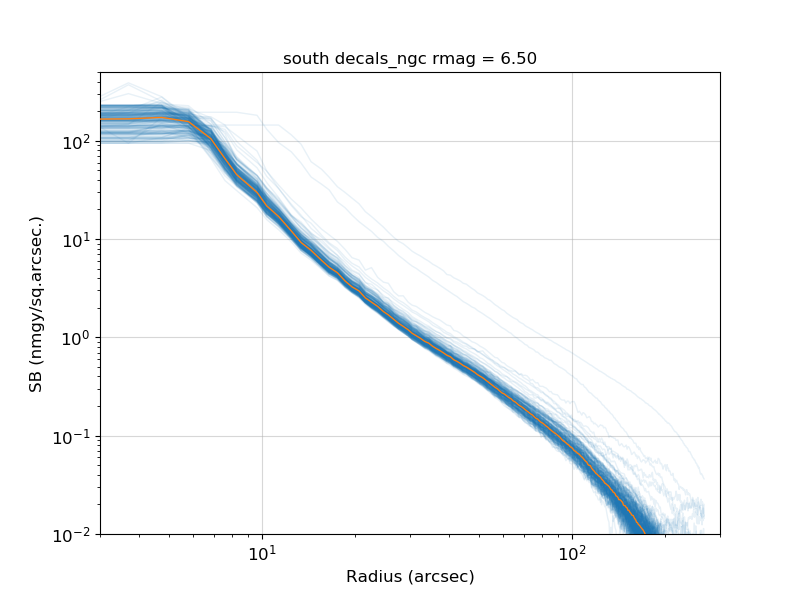 south decals_ngc rmag = 6.50
SB (nmgy/sq.arcsec.)
10²
10¹
10⁰
10⁻¹
10⁻²
10¹ 10²
Radius (arcsec)